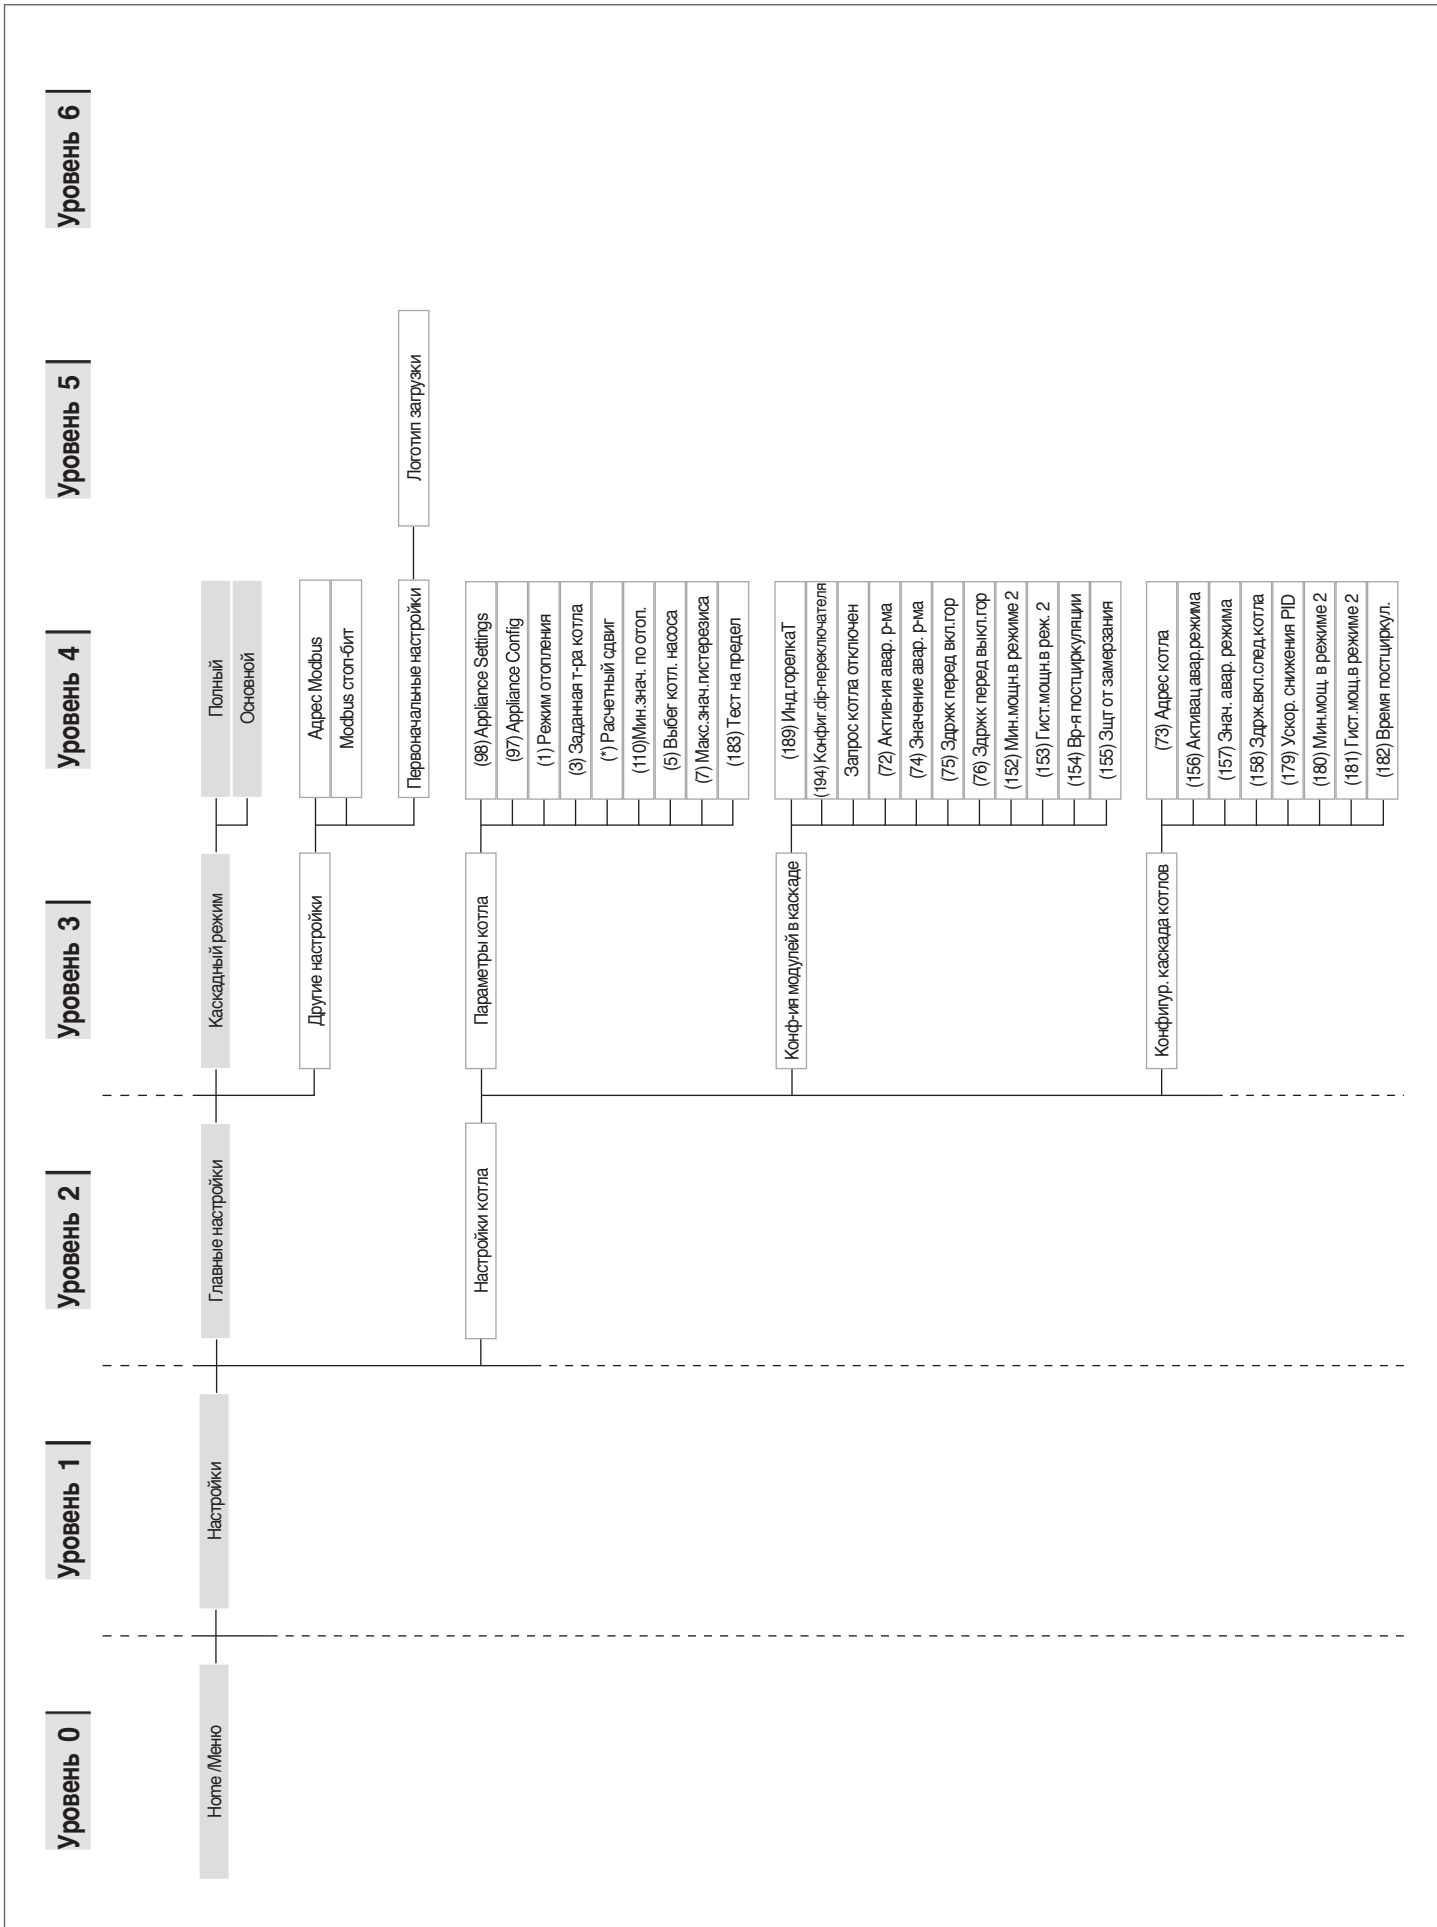 Уровень 0
Уровень 1
Уровень 2
Уровень 3
Уровень 4
Уровень 5
Уровень 6
Home /Меню
Настройки
Главные настройки
Каскадный режим
Полный
Основной
Другие настройки
Адрес Modbus
Modbus стоп-бит
Первоначальные настройки
Логотип загрузки
Настройки котла
Параметры котла
(98) Appliance Settings
(97) Appliance Config
(1) Режим отопления
(3) Заданная т-ра котла
(*) Расчетный сдвиг
(110)Мин.знач. по отоп.
(5) Выбег котл. насоса
(7) Макс.знач.гистерезиса
(183) Тест на предел
Конф-ия модулей в каскаде
(189) Инд.горелкаТ
(194) Конфиг.dip-переключателя
Запрос котла отключен
(72) Актив-ия авар. р-ма
(74) Значение авар. р-ма
(75) Здржк перед вкл.гор
(76) Здржк перед выкл.гор
(152) Мин.мощн.в режиме 2
(153) Гист.мощн.в реж. 2
(154) Вр-я постциркуляции
(155) Зщт от замерзания
Конфигур. каскада котлов
(73) Адрес котла
(156) Активац авар.режима
(157) Знач. авар. режима
(158) Здрж.вкл.след.котла
(179) Ускор. снижения PID
(180) Мин.мощ. в режиме 2
(181) Гист.мощ.в режиме 2
(182) Время постциркул.